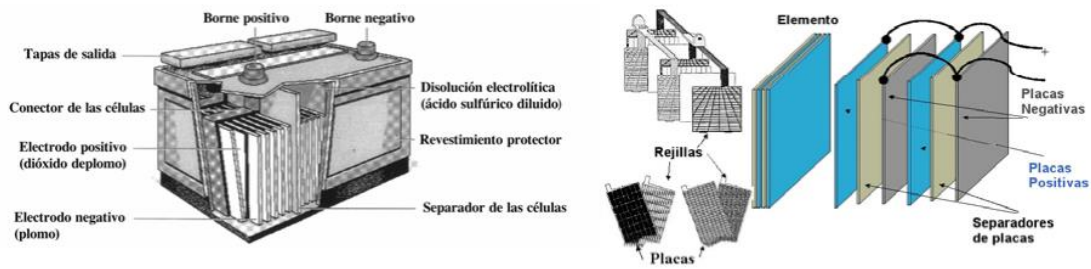 Borne positivo
Borne negativo
Tapas de salida
Conector de las células
Electrodo positivo
(dióxido deplomo)
Electrodo negativo
(plomo)
Disolución electrolítica
(ácido sulfúrico diluido)
Revestimiento protector
Separador de las células
Elemento
Rejillas
Placas
+
Placas
Negativas
Placas
Positivas
Separadores
de placas